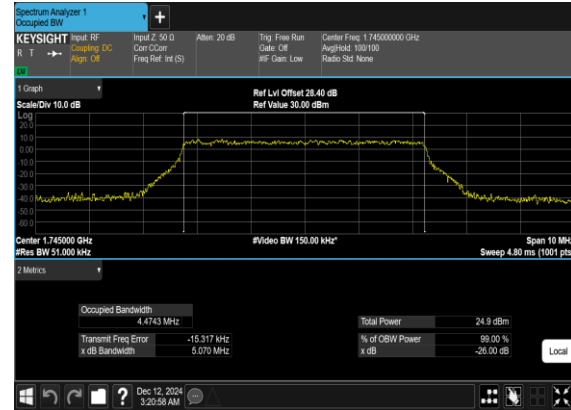 Spectrum Analyzer 1
Occupied BW
+
KEYSIGHT Input: RF Input Z: 50 Ω Atten: 20 dB Trig: Free Run Center Freq: 1.745000000 GHz
R T Coupling: DC Corr CCorr Gate: Off Avg|Hold: 100/100
Align: Off Freq Ref: Int (S) #IF Gain: Low Radio Std: None
LU
1 Graph Ref Lvl Offset 28.40 dB
Scale/Div 10.0 dB Ref Value 30.00 dBm
Log
20.0
10.0
0.00
-10.0
-20.0
-30.0
-40.0
-50.0
-60.0
Center 1.745000 GHz #Video BW 150.00 kHz* Span 10 MHz
#Res BW 51.000 kHz Sweep 4.80 ms (1001 pts
2 Metrics
Occupied Bandwidth
4.4743 MHz Total Power 24.9 dBm
Transmit Freq Error -15.317 kHz % of OBW Power 99.00 %
x dB Bandwidth 5.070 MHz x dB -26.00 dB
Local
? Dec 12, 2024
3:20:58 AM